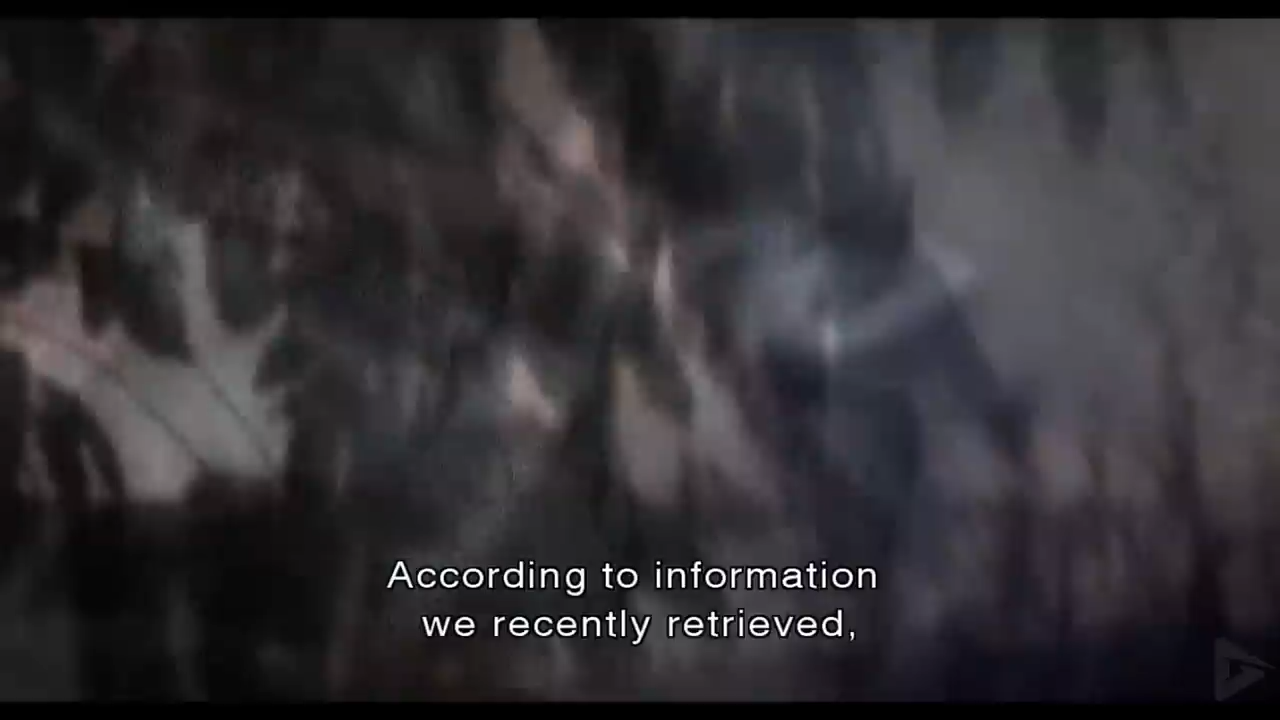 According to information
we recently retrieved,